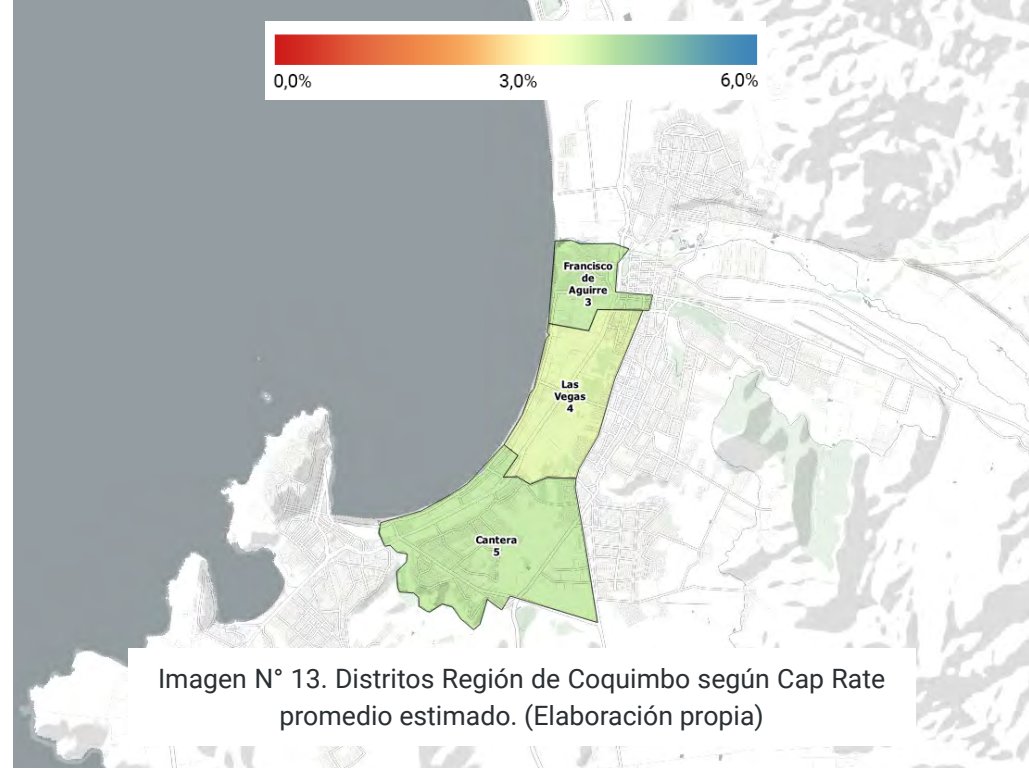 0,0% 3,0% 6,0%
Francisco
de
Aguirre
3
Las
Vegas
4
Cantera
5
Imagen N° 13. Distritos Región de Coquimbo según Cap Rate
promedio estimado. (Elaboración propia)